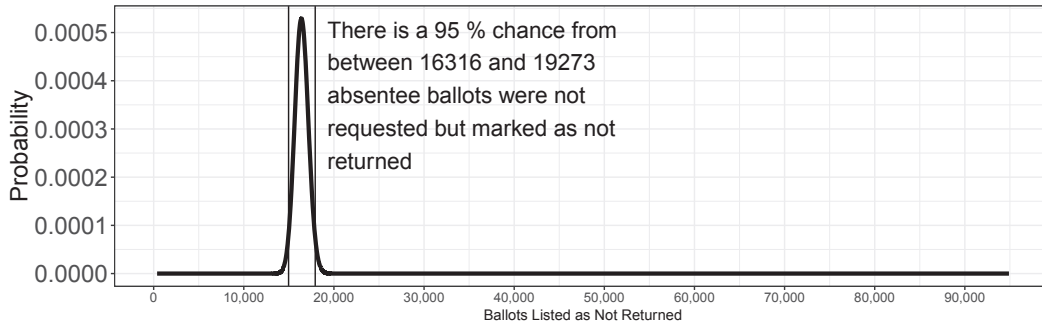 There is a 95 % chance from
between 16316 and 19273
absentee ballots were not
requested but marked as not
returned
Probability
0.0005
0.0004
0.0003
0.0002
0.0001
0.0000
0 10,000 20,000 30,000 40,000 50,000 60,000 70,000 80,000 90,000
Ballots Listed as Not Returned